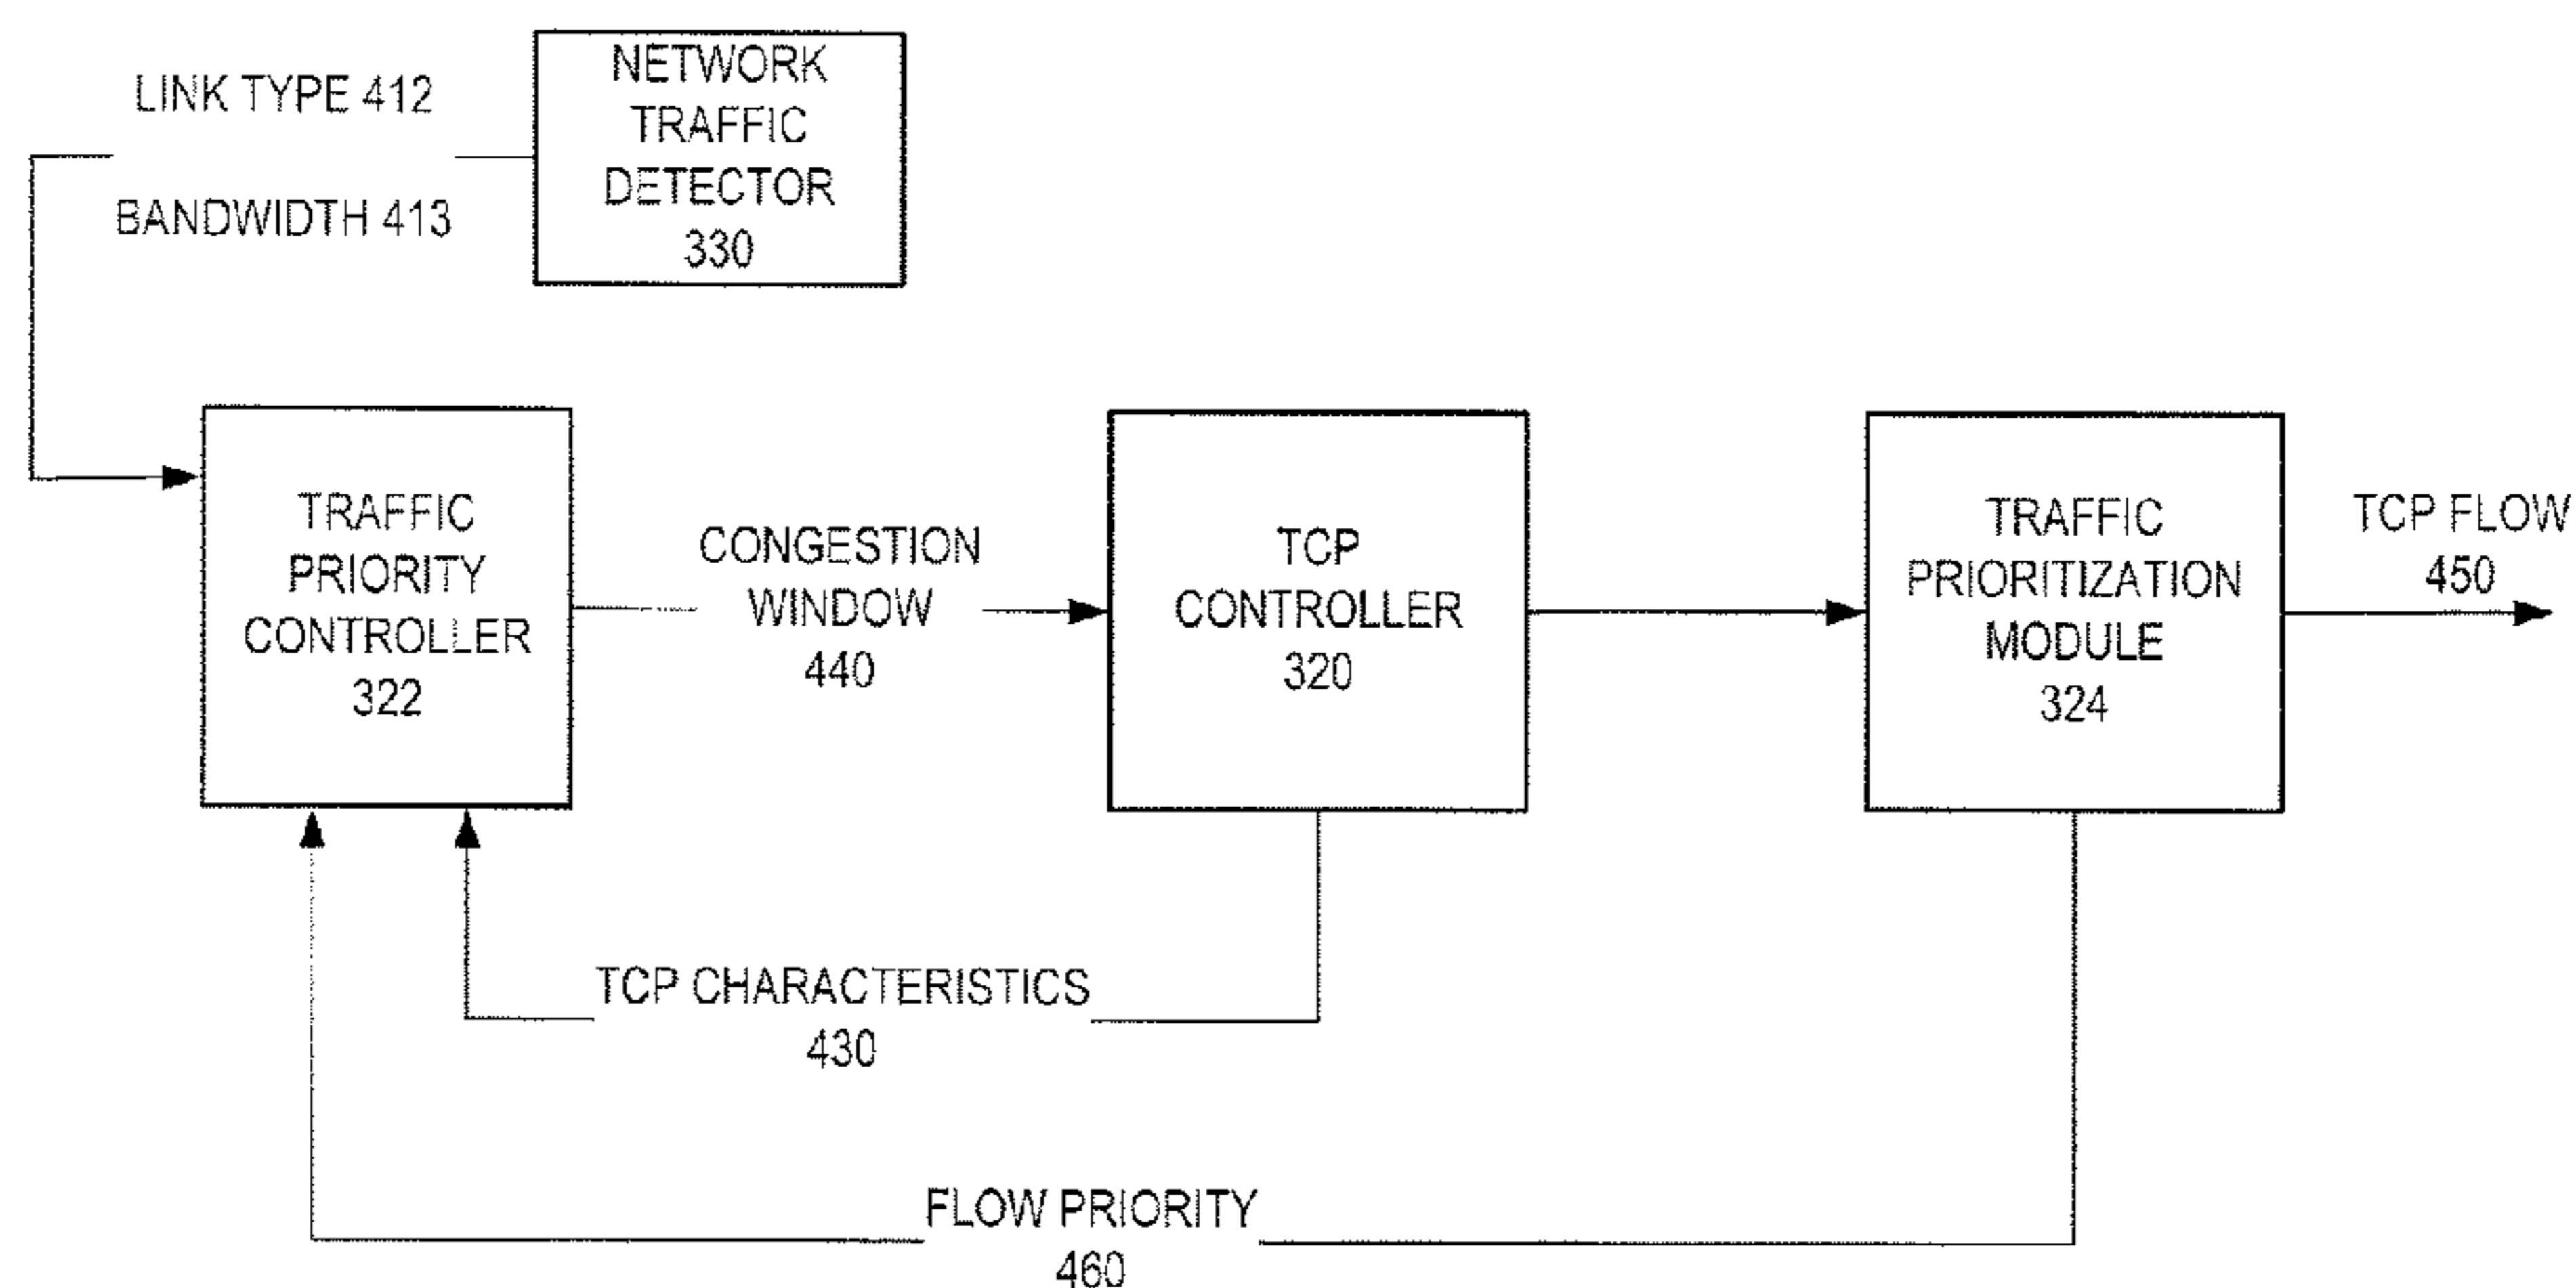 LINK TYPE 412
BANDWIDTH 413
NETWORK
TRAFFIC
DETECTOR
330
TRAFFIC
PRIORITY
CONTROLLER
322
CONGESTION
WINDOW
440
TCP
CONTROLLER
320
TRAFFIC
PRIORITIZATION
MODULE
324
TCP FLOW
450
TCP CHARACTERISTICS
430
FLOW PRIORITY
460